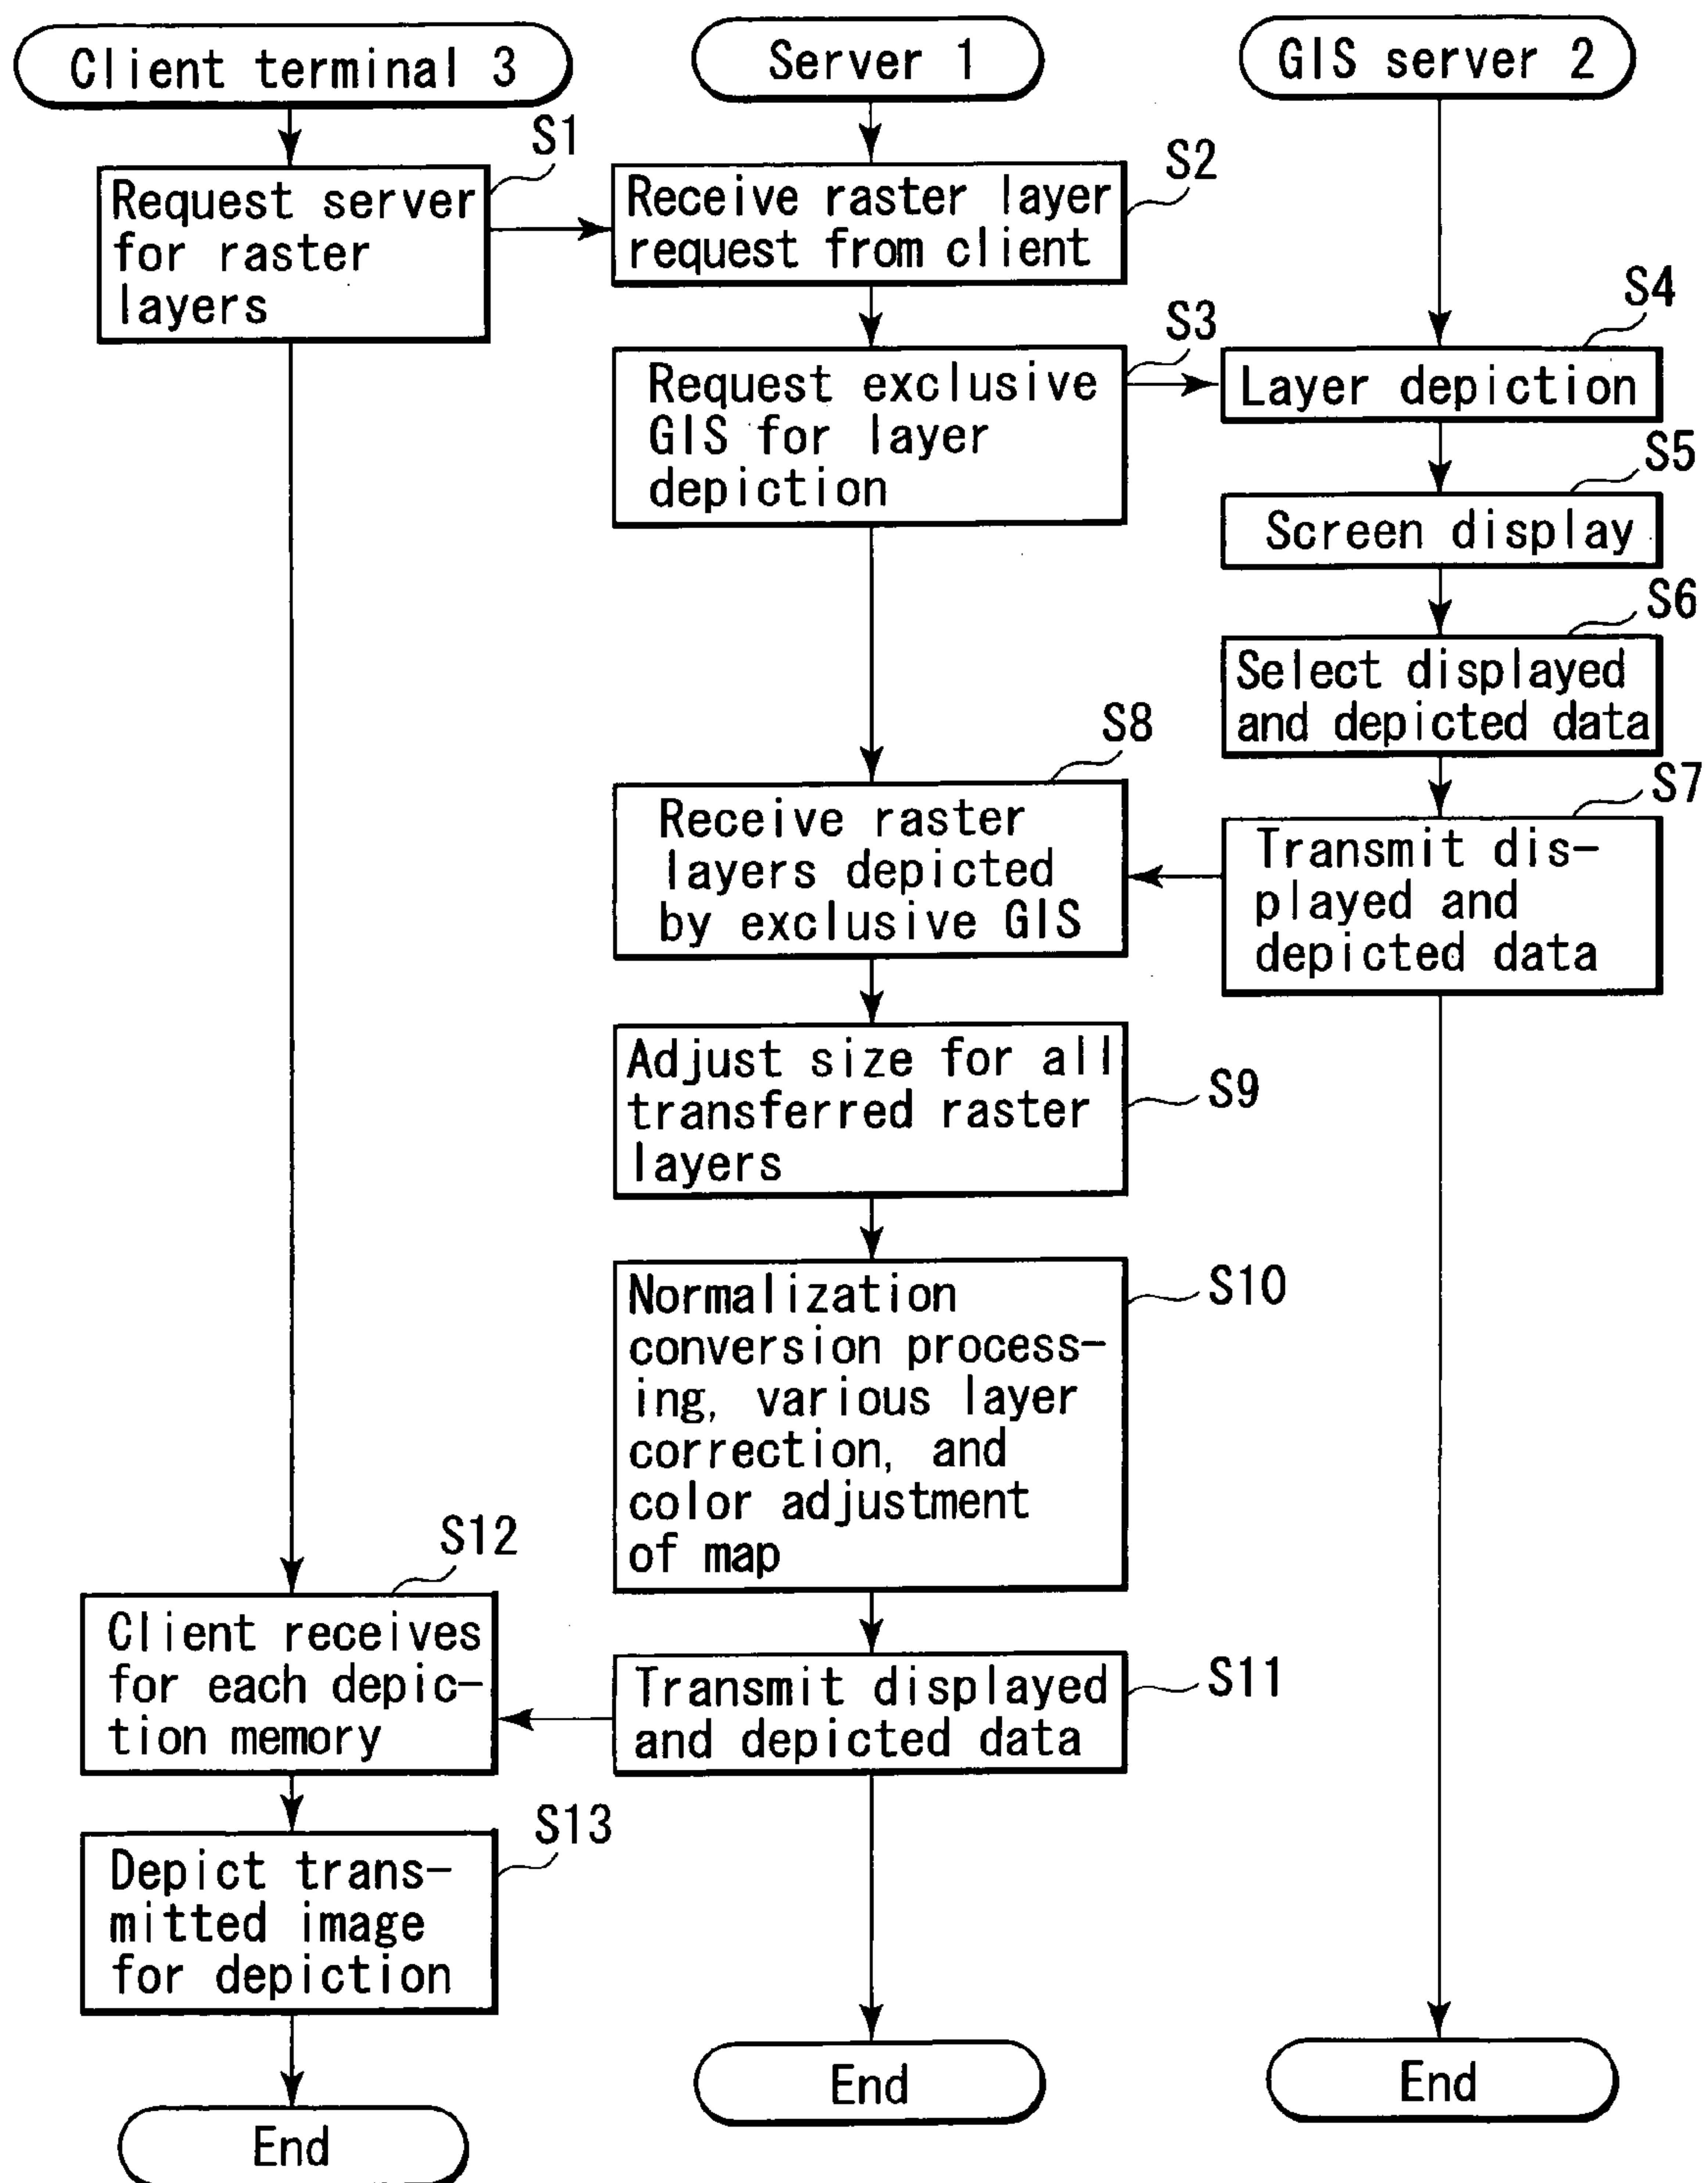 Client terminal 3
Server 1
GIS server 2
S1
Request server
for raster
layers
S2
Receive raster layer
request from client
S3
Request exclusive
GIS for layer
depiction
S4
Layer depiction
S5
Screen display
S6
Select displayed
and depicted data
S7
Transmit dis-
played and
depicted data
S8
Receive raster
layers depicted
by exclusive GIS
S9
Adjust size for all
transferred raster
layers
S10
Normalization
conversion process-
ing, various layer
correction, and
color adjustment
of map
S11
Transmit displayed
and depicted data
S12
Client receives
for each depic-
tion memory
S13
Depict trans-
mitted image
for depiction
End
End
End